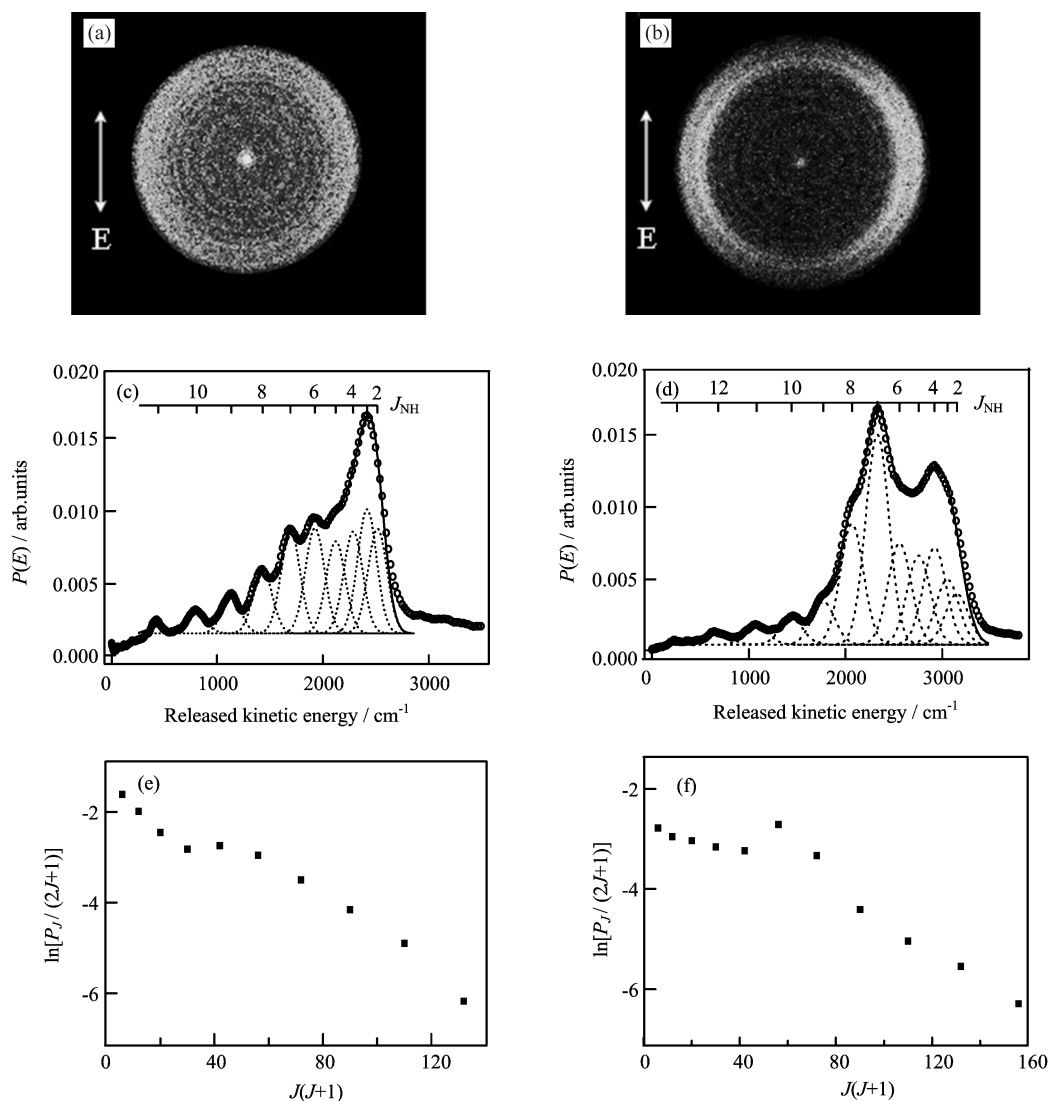 (a)
E
(b)
E
(c) 10 8 6 4 2
J_NH
0.020
0.015
0.010
0.005
0.000
P(E) / arb.units
0 1000 2000 3000
Released kinetic energy / cm⁻¹
(d) 12 10 8 6 4 2
J_NH
0.020
0.015
0.010
0.005
0.000
P(E) / arb.units
0 1000 2000 3000
Released kinetic energy / cm⁻¹
(e)
-2
-4
-6
ln[P_J / (2J+1)]
0 40 80 120
J(J+1)
(f)
-2
-4
-6
ln[P_J / (2J+1)]
0 40 80 120 160
J(J+1)